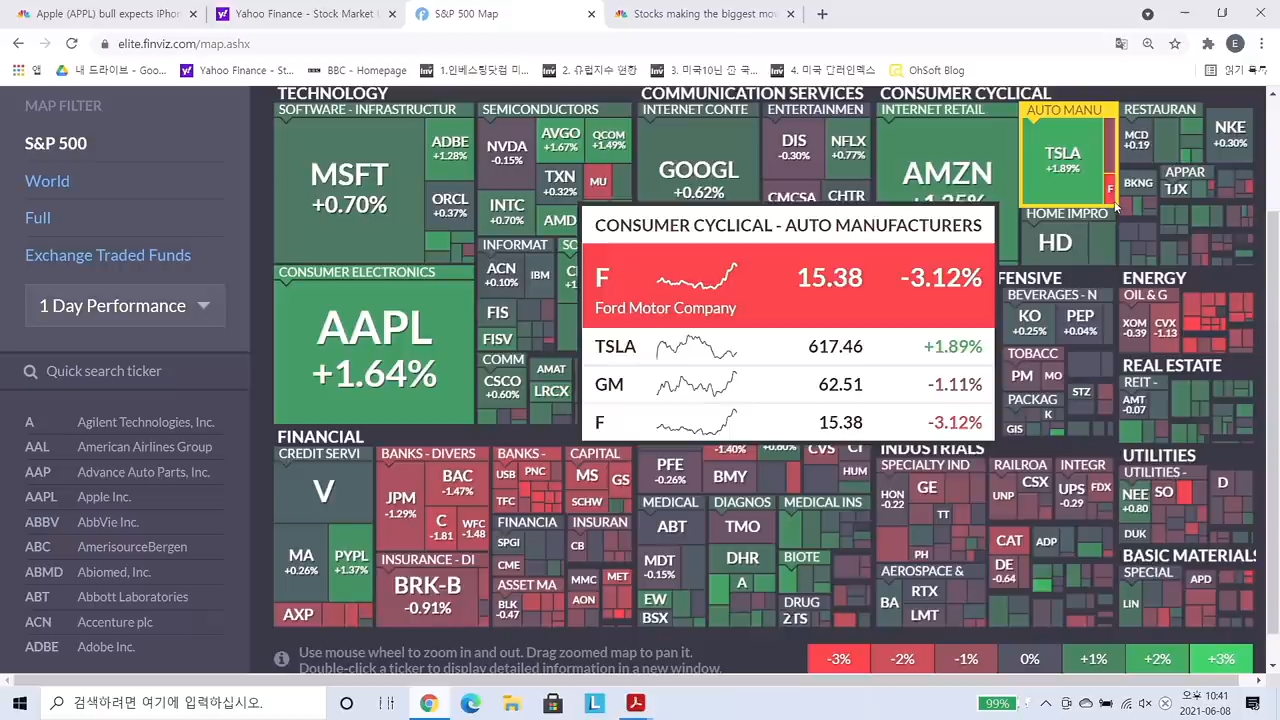 Apple (APPL) bull expects iPhon
Yahoo Finance - Stock Market L
S&P 500 Map
Stocks making the biggest mov
E
elite.finviz.com/map.ashx
앱
내 드라이브 - Goo...
Yahoo Finance - St...
BBC - Homepage
1.인베스팅닷컴 미...
2. 유럽지수 현황
3. 미국10년 은 국...
4. 미국 단러인덱스
OhSoft Blog
읽기 목록
MAP FILTER
S&P 500
World
Full
Exchange Traded Funds
1 Day Performance
Quick search ticker
A Agilent Technologies, Inc.
AAL American Airlines Group
AAP Advance Auto Parts, Inc.
AAPL Apple Inc.
ABBV AbbVie Inc.
ABC AmerisourceBergen
ABMD Abiomed, Inc.
ABT Abbott Laboratories
ACN Accenture plc
ADBE Adobe Inc.
TECHNOLOGY
SOFTWARE - INFRASTRUCTUR
MSFT
+0.70%
ADBE
+1.28%
ORCL
+0.37%
SEMICONDUCTORS
NVDA
-0.15%
AVGO
+1.67%
QCOM
+1.49%
TXN
+0.32%
MU
INTC
+0.70%
AMD
CONSUMER ELECTRONICS
AAPL
+1.64%
INFORMAT
ACN
+0.10%
IBM
FIS
FISV
COMM
CSCO
+0.60%
AMAT
LRCX
COMMUNICATION SERVICES
INTERNET CONTE
GOOGL
+0.62%
ENTERTAINMEN
DIS
-0.30%
NFLX
+0.77%
CMCSA
CHTR
CONSUMER CYCLICAL
INTERNET RETAIL
AMZN
AUTO MANU
TSLA
+1.89%
F
RESTAURAN
MCD
+0.19
BKNG
APPAR
TJX
NKE
+0.30%
HOME IMPRO
HD
CONSUMER CYCLICAL - AUTO MANUFACTURERS
F 15.38 -3.12%
Ford Motor Company
TSLA 617.46 +1.89%
GM 62.51 -1.11%
F 15.38 -3.12%
FENSIVE
BEVERAGES - N
KO
+0.25%
PEP
+0.04%
TOBACC
PM
MO
PACKAG
K
STZ
GIS
ENERGY
OIL & G
XOM
-0.39
CVX
-1.13
REAL ESTATE
REIT -
AMT
-0.07
FINANCIAL
CREDIT SERVI
V
MA
+0.26%
PYPL
+1.37%
AXP
BANKS - DIVERS
JPM
-1.29%
BAC
-1.47%
C
-1.81
WFC
-1.48
INSURANCE - DI
BRK-B
-0.91%
BANKS -
USB
PNC
TFC
CAPITAL
MS
GS
SCHW
FINANCIA
SPGI
CME
INSURAN
CB
MMC
MET
AON
ASSET MA
BLK
-0.47
PFE
-0.26%
-1.40%
BMY
+0.60%
CVS
CI
HUM
MEDICAL
ABT
MDT
-0.15%
EW
BSX
DIAGNOS
TMO
DHR
A
MEDICAL INS
BIOTE
DRUG
ZTS
INDUSTRIALS
SPECIALTY IND
HON
-0.22
GE
TT
PH
RAILROA
UNP
CSX
INTEGR
UPS
-0.29
FDX
CAT
DE
-0.64
ADP
AEROSPACE &
BA
RTX
LMT
UTILITIES
UTILITIES -
NEE
+0.80
SO
D
DUK
BASIC MATERIALS
SPECIAL
LIN
APD
Use mouse wheel to zoom in and out. Drag zoomed map to pan it.
Double-click a ticker to display detailed information in a new window.
-3% -2% -1% 0% +1% +2% +3%
검색하려면 여기에 입력하십시오.
99%
오후 10:41
2021-06-08